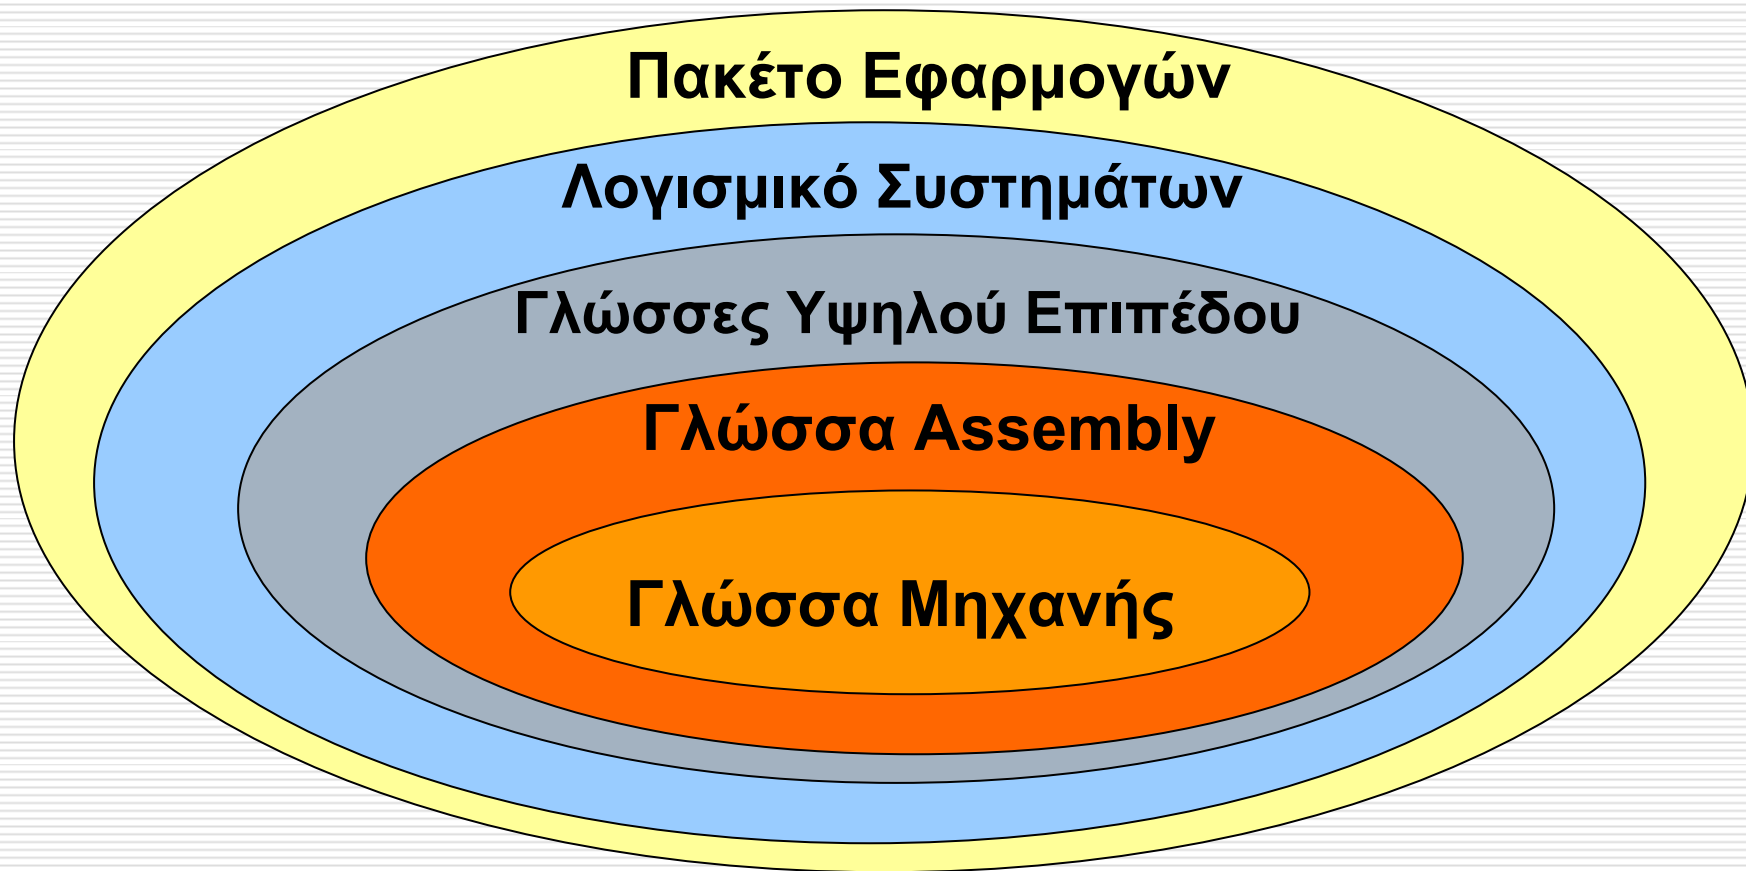 Πακέτο Εφαρμογών
Λογισμικό Συστημάτων
Γλώσσες Υψηλού Επιπέδου
Γλώσσα Assembly
Γλώσσα Μηχανής